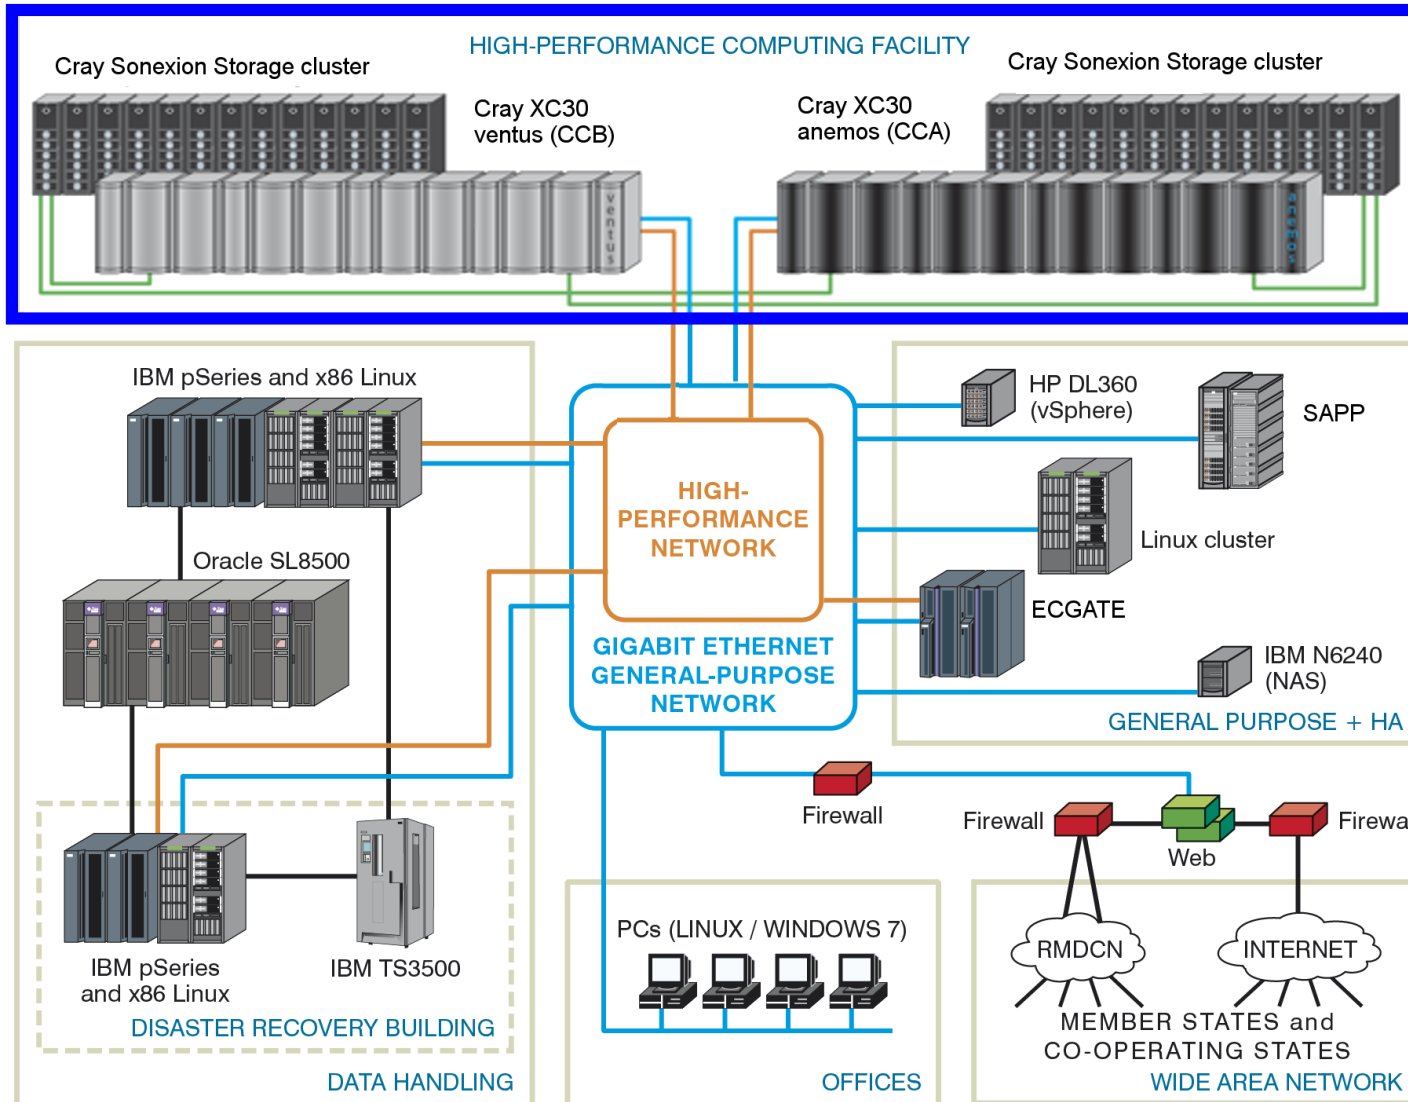 HIGH-PERFORMANCE COMPUTING FACILITY
Cray Sonexion Storage cluster
Cray Sonexion Storage cluster
Cray XC30
ventus (CCB)
Cray XC30
anemos (CCA)
ventus
anemos
IBM pSeries and x86 Linux
HP DL360
(vSphere)
SAPP
HIGH-
PERFORMANCE
NETWORK
Linux cluster
Oracle SL8500
ECGATE
GIGABIT ETHERNET
GENERAL-PURPOSE
NETWORK
IBM N6240
(NAS)
GENERAL PURPOSE + HA
Firewall
Firewall
Web
Firewa
PCs (LINUX / WINDOWS 7)
RMDCN
INTERNET
IBM pSeries
and x86 Linux
IBM TS3500
DISASTER RECOVERY BUILDING
MEMBER STATES and
CO-OPERATING STATES
DATA HANDLING
OFFICES
WIDE AREA NETWORK